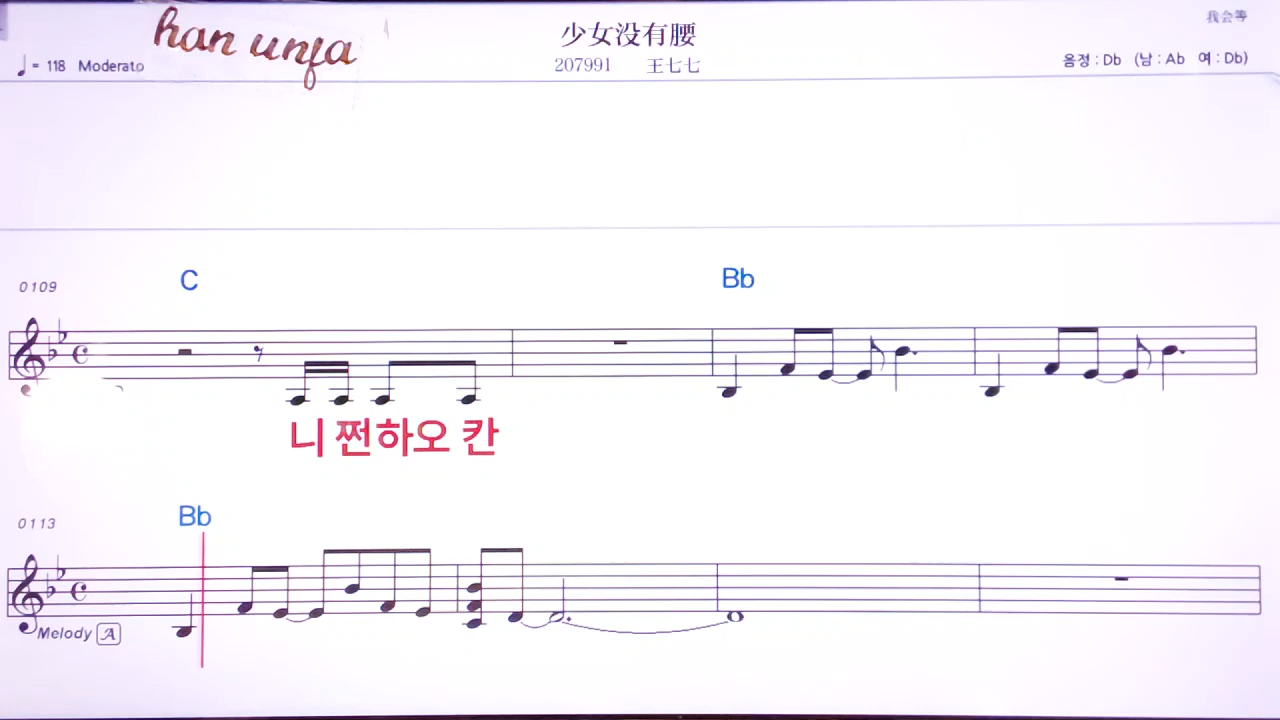 han unfa
少女没有腰
我会等
♩= 118 Moderato
207991 王七七
음정 : Db (남 : Ab 여 : Db)
0109
C Bb
니 쩐하오 칸
0113
Bb
Melody A